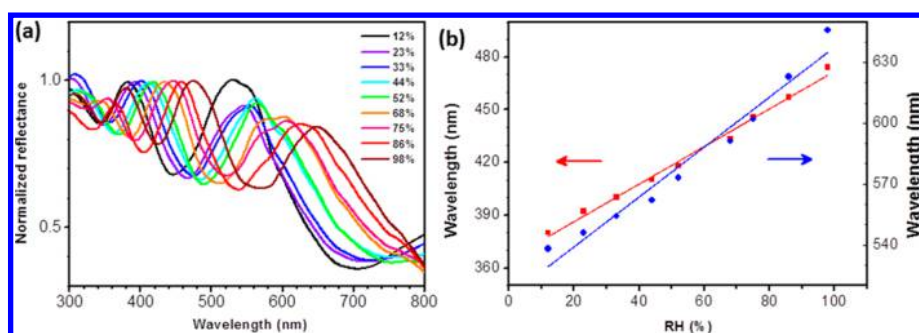 (a)
12%
23%
33%
44%
52%
68%
75%
86%
98%
1.0
0.5
Normalized reflectance
300 400 500 600 700 800
Wavelength (nm)
(b)
480
450
420
390
360
Wavelength (nm)
630
600
570
540
Wavelength (nm)
0 20 40 60 80 100
RH (%)